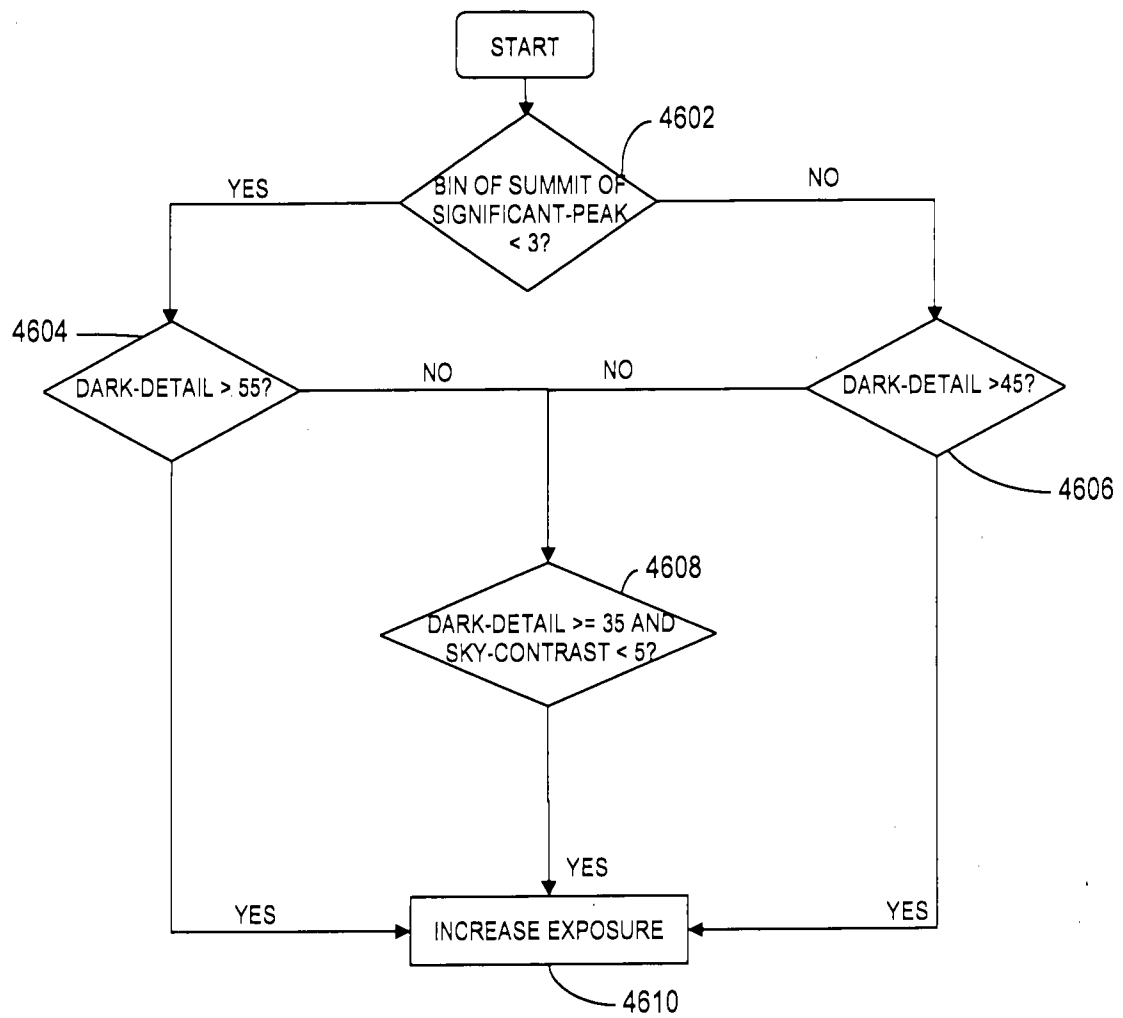 START
4602
YES
BIN OF SUMMIT OF
SIGNIFICANT-PEAK
< 3?
NO
4604
DARK-DETAIL > 55?
NO
NO
DARK-DETAIL >45?
4606
4608
DARK-DETAIL >= 35 AND
SKY-CONTRAST < 5?
YES
YES
INCREASE EXPOSURE
YES
4610